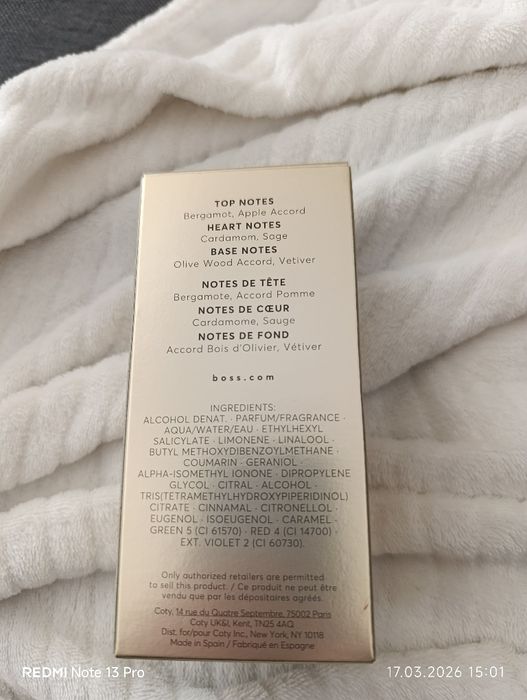 TOP NOTES
Bergamot, Apple Accord
HEART NOTES
Cardamom, Sage
BASE NOTES
Olive Wood Accord, Vetiver
NOTES DE TÊTE
Bergamote, Accord Pomme
NOTES DE CŒUR
Cardamome, Sauge
NOTES DE FOND
Accord Bois d'Olivier, Vétiver
boss.com
INGREDIENTS:
ALCOHOL DENAT. · PARFUM/FRAGRANCE ·
AQUA/WATER/EAU · ETHYLHEXYL
SALICYLATE · LIMONENE · LINALOOL ·
BUTYL METHOXYDIBENZOYLMETHANE ·
COUMARIN · GERANIOL ·
ALPHA-ISOMETHYL IONONE · DIPROPYLENE
GLYCOL · CITRAL · ALCOHOL ·
TRIS(TETRAMETHYLHYDROXYPIPERIDINOL)
CITRATE · CINNAMAL · CITRONELLOL ·
EUGENOL · ISOEUGENOL · CARAMEL ·
GREEN 5 (CI 61570) · RED 4 (CI 14700) ·
EXT. VIOLET 2 (CI 60730).
Only authorized retailers are permitted
to sell this product. / Ce produit ne peut être
vendu que par les dépositaires agréés.
Coty, 14 rue du Quatre Septembre, 75002 Paris
Coty UK&I, Kent, TN25 4AQ
Dist. for/pour Coty Inc., New York, NY 10118
Made in Spain / Fabriqué en Espagne
REDMI Note 13 Pro
17.03.2026 15:01